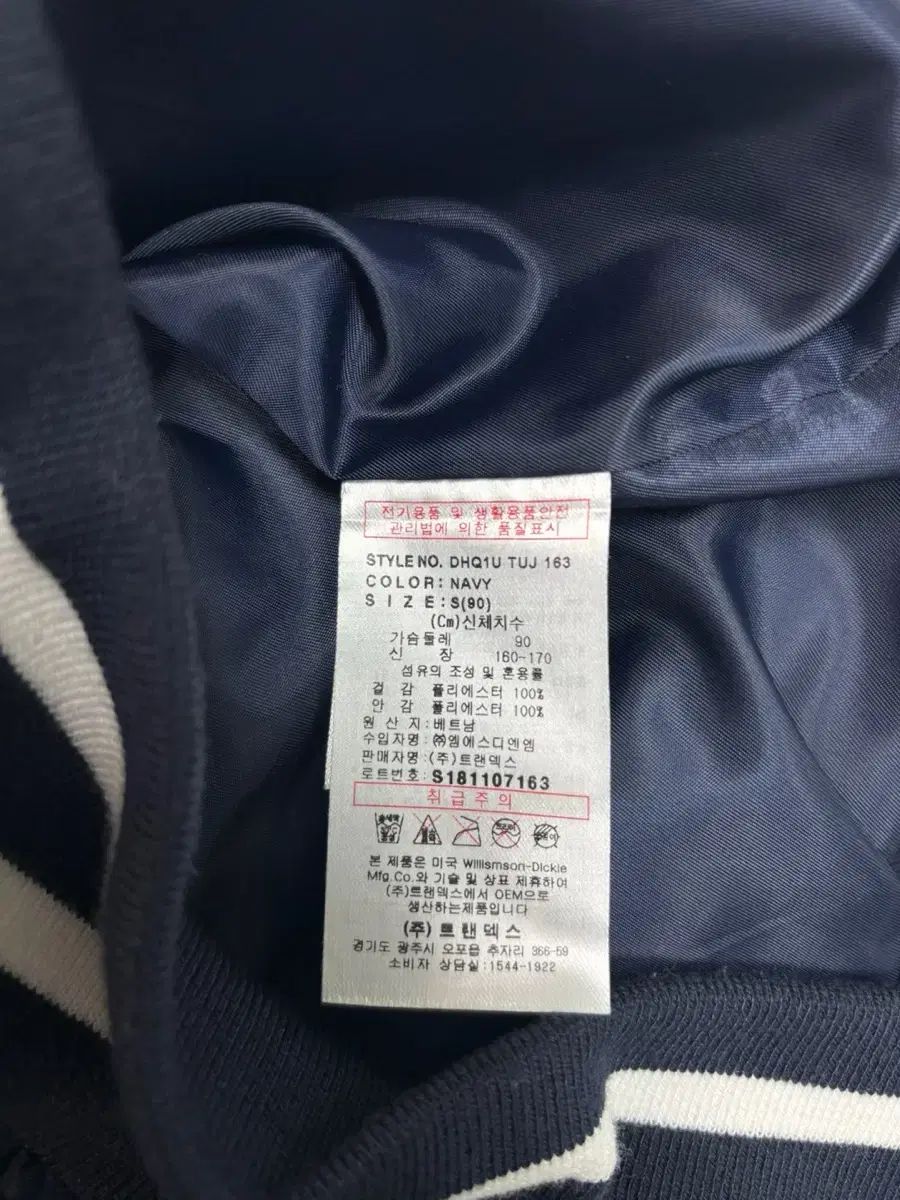 전기용품 및 생활용품안전
관리법에 의한 품질표시
STYLE NO. DHQ1U TUJ 163
COLOR: NAVY
SIZE: S(90)
(Cm)신체치수
가슴둘레 90
신 장 160-170
섬유의 조성 및 혼용률
겉 감 폴리에스터 100%
안 감 폴리에스터 100%
원 산 지:베트남
수입자명:㈜엠에스디엔엠
판매자명:(주)트랜덱스
로트번호: S181107163
취급주의
본 제품은 미국 Willismson-Dickie
Mfg.Co.와 기술 및 상표 제휴하여
(주)트랜덱스에서 OEM으로
생산하는제품입니다
(주) 트랜덱스
경기도 광주시 오포읍 추자리 366-59
소비자 상담실:1544-1922